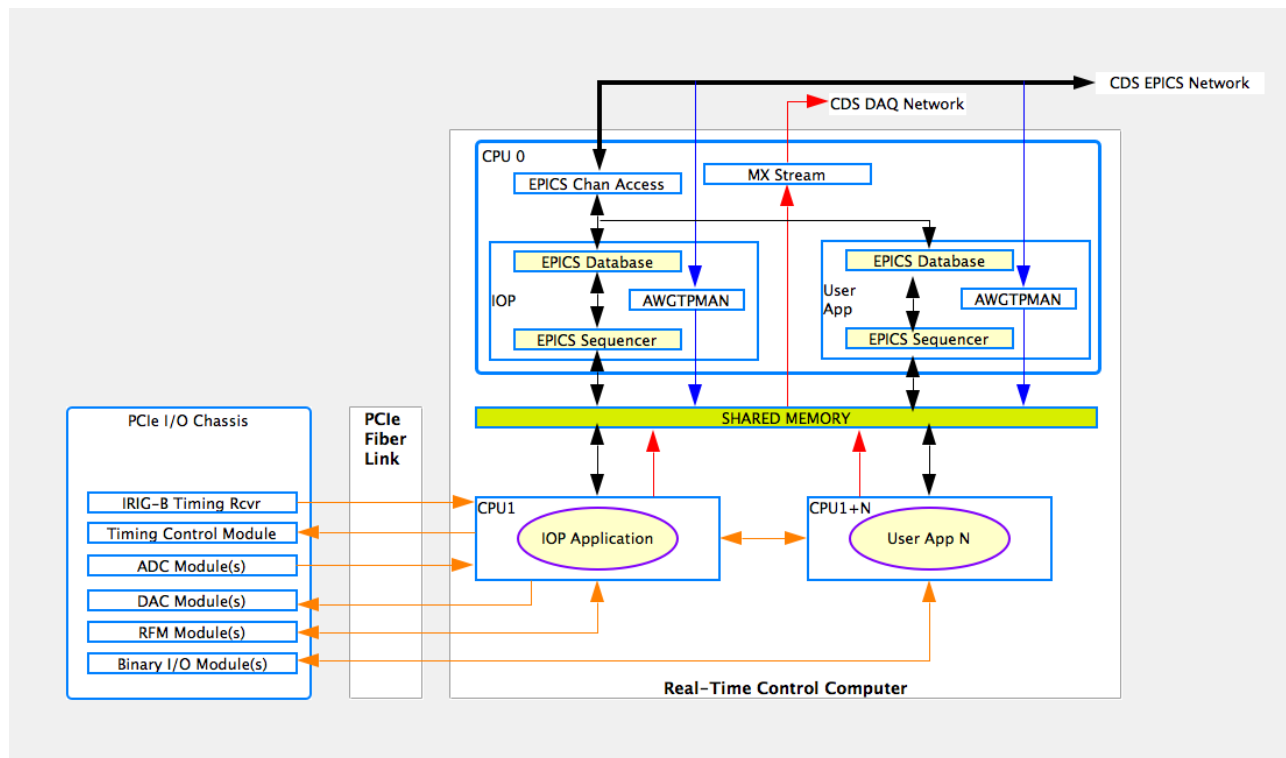 CDS EPICS Network
CDS DAQ Network
CPU 0
EPICS Chan Access
MX Stream
EPICS Database
IOP
AWGTPMAN
EPICS Sequencer
EPICS Database
User
App
AWGTPMAN
EPICS Sequencer
SHARED MEMORY
PCIe I/O Chassis
PCIe
Fiber
Link
IRIG-B Timing Rcvr
Timing Control Module
ADC Module(s)
DAC Module(s)
RFM Module(s)
Binary I/O Module(s)
CPU1
IOP Application
CPU1+N
User App N
Real-Time Control Computer